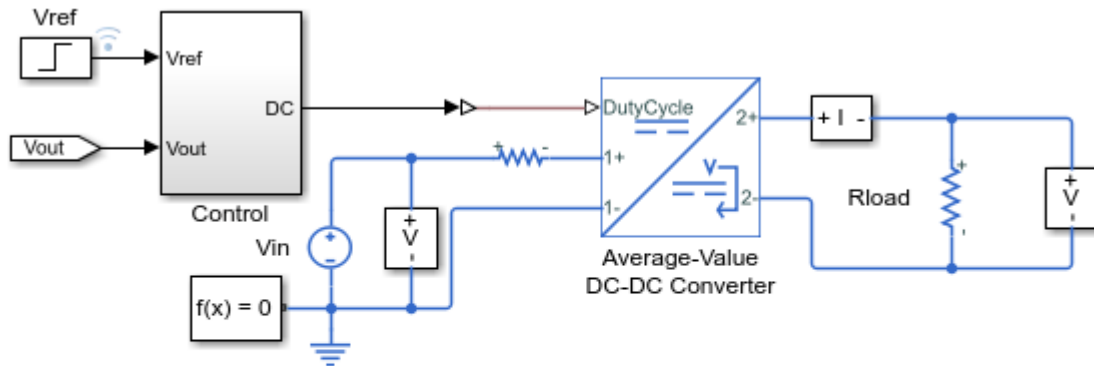 Vref
Vref
DC
Vout
Vout
Control
DutyCycle
1+
1-
2+
2-
V
+ I -
+ -
+
V
-
Vin
+
-
f(x) = 0
Average-Value
DC-DC Converter
Rload
+
-
+
V
-